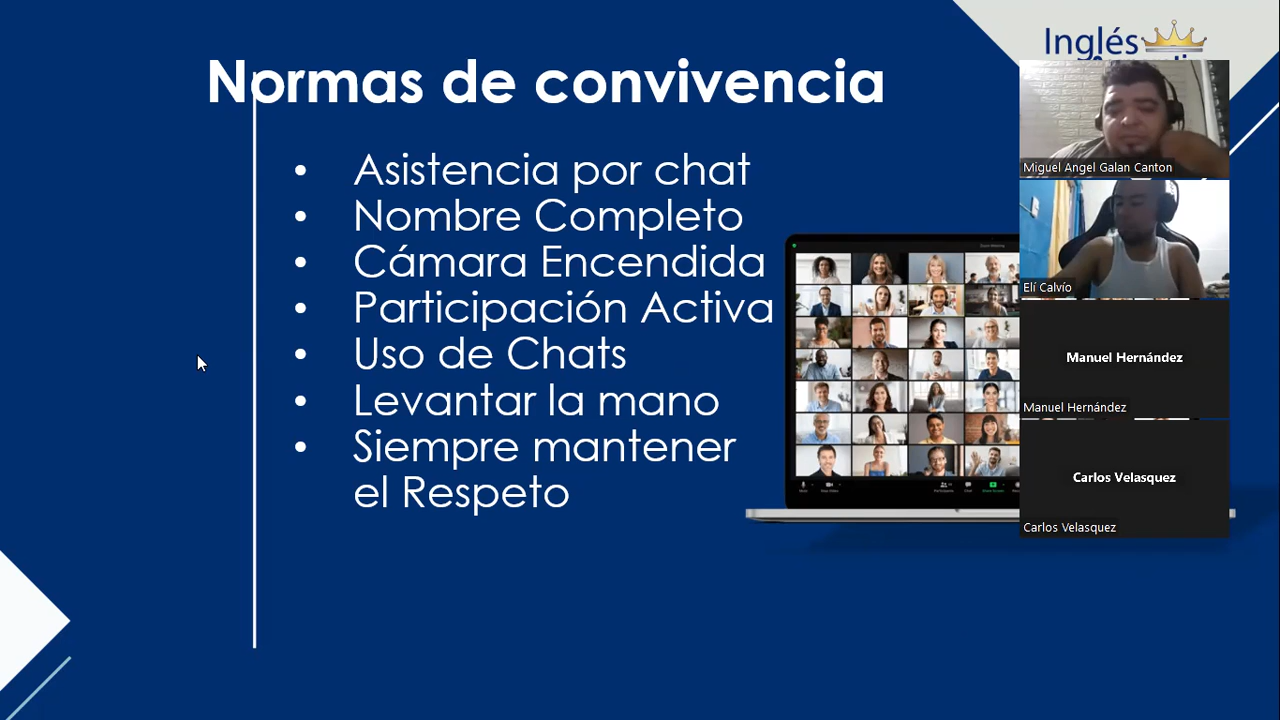 Inglés
Normas de convivencia
• Asistencia por chat
• Nombre Completo
• Cámara Encendida
• Participación Activa
• Uso de Chats
• Levantar la mano
• Siempre mantener
el Respeto
Miguel Angel Galan Canton
Elí Calvío
Manuel Hernández
Manuel Hernández
Carlos Velasquez
Carlos Velasquez